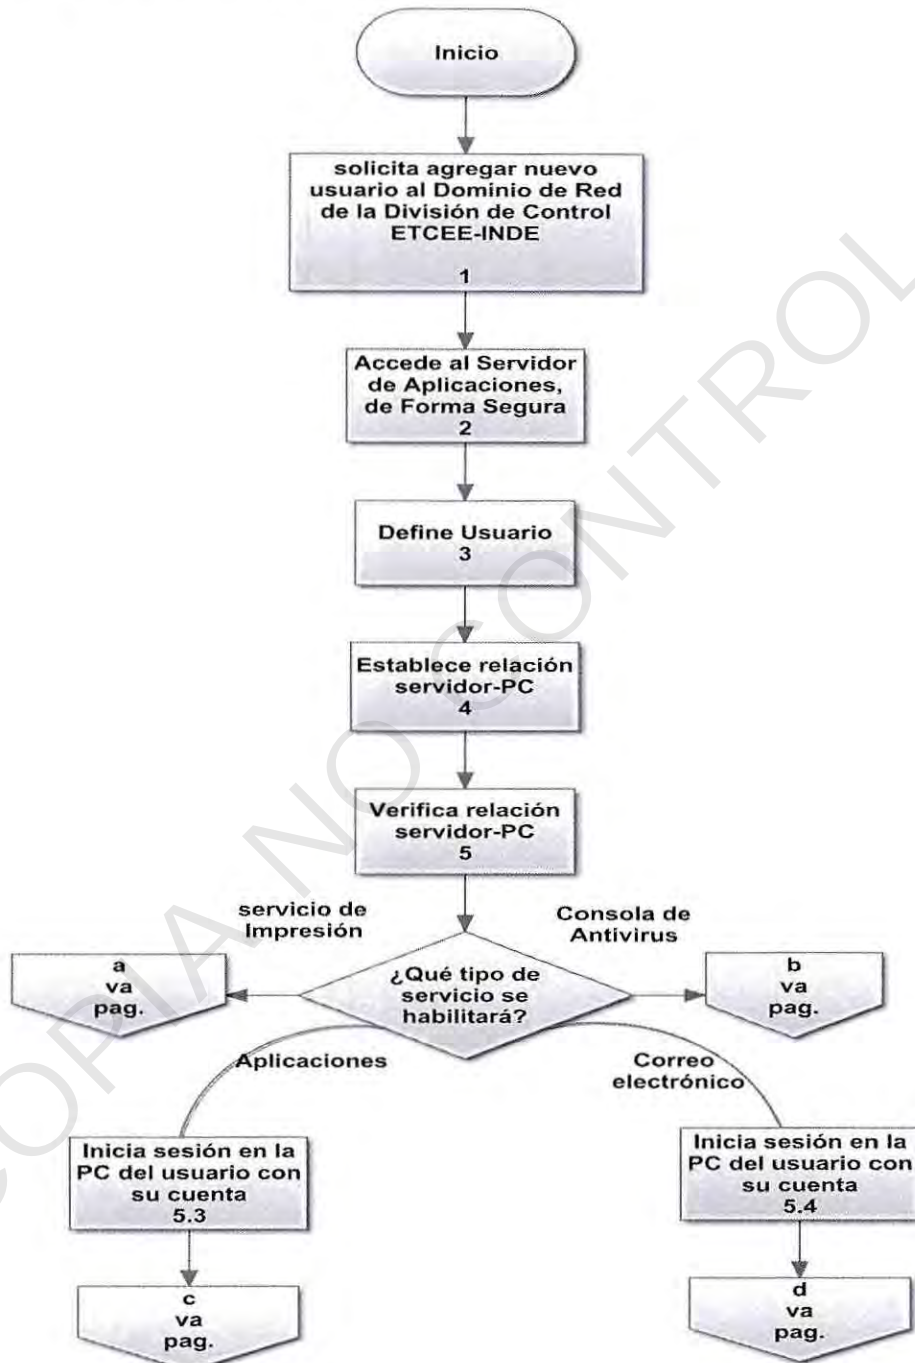 Inicio
solicita agregar nuevo
usuario al Dominio de Red
de la División de Control
ETCEE-INDE
1
Accede al Servidor
de Aplicaciones,
de Forma Segura
2
Define Usuario
3
Establece relación
servidor-PC
4
Verifica relación
servidor-PC
5
servicio de
Impresión
Consola de
Antivirus
a
va
pag.
¿Qué tipo de
servicio se
habilitará?
b
va
pag.
Aplicaciones
Correo
electrónico
Inicia sesión en la
PC del usuario con
su cuenta
5.3
Inicia sesión en la
PC del usuario con
su cuenta
5.4
c
va
pag.
d
va
pag.
COPIA NO CONTROL